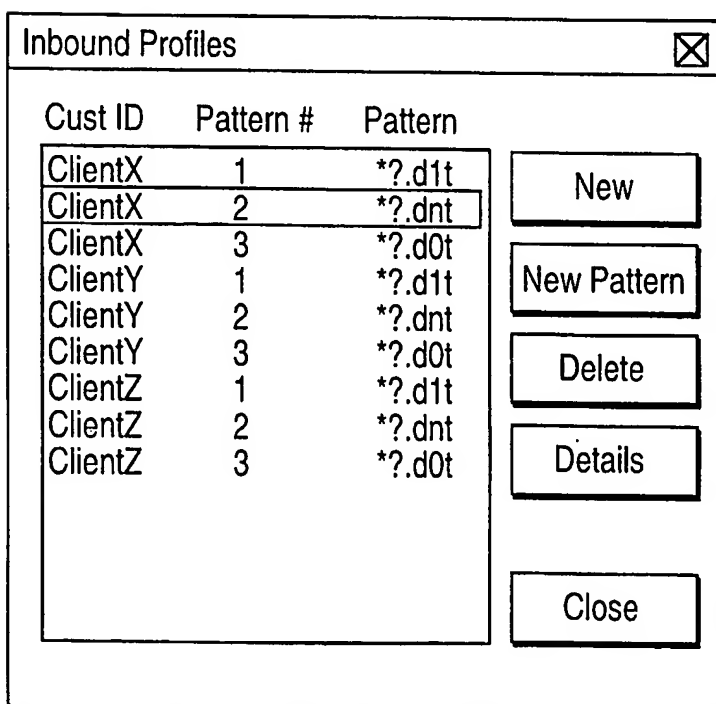 Inbound Profiles
Cust ID Pattern # Pattern
ClientX 1 *?.d1t
ClientX 2 *?.dnt
ClientX 3 *?.d0t
ClientY 1 *?.d1t
ClientY 2 *?.dnt
ClientY 3 *?.d0t
ClientZ 1 *?.d1t
ClientZ 2 *?.dnt
ClientZ 3 *?.d0t
New
New Pattern
Delete
Details
Close